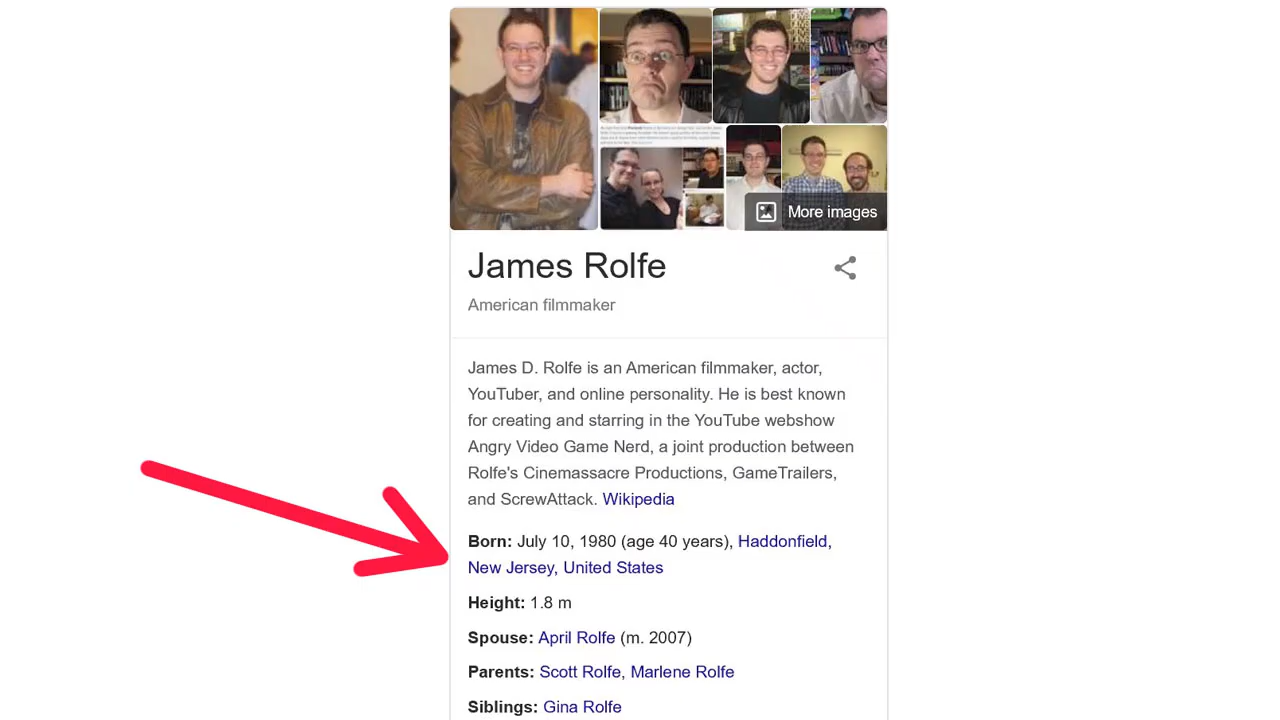 More images
James Rolfe
American filmmaker
James D. Rolfe is an American filmmaker, actor,
YouTuber, and online personality. He is best known
for creating and starring in the YouTube webshow
Angry Video Game Nerd, a joint production between
Rolfe's Cinemassacre Productions, GameTrailers,
and ScrewAttack. Wikipedia
Born: July 10, 1980 (age 40 years), Haddonfield,
New Jersey, United States
Height: 1.8 m
Spouse: April Rolfe (m. 2007)
Parents: Scott Rolfe, Marlene Rolfe
Siblings: Gina Rolfe